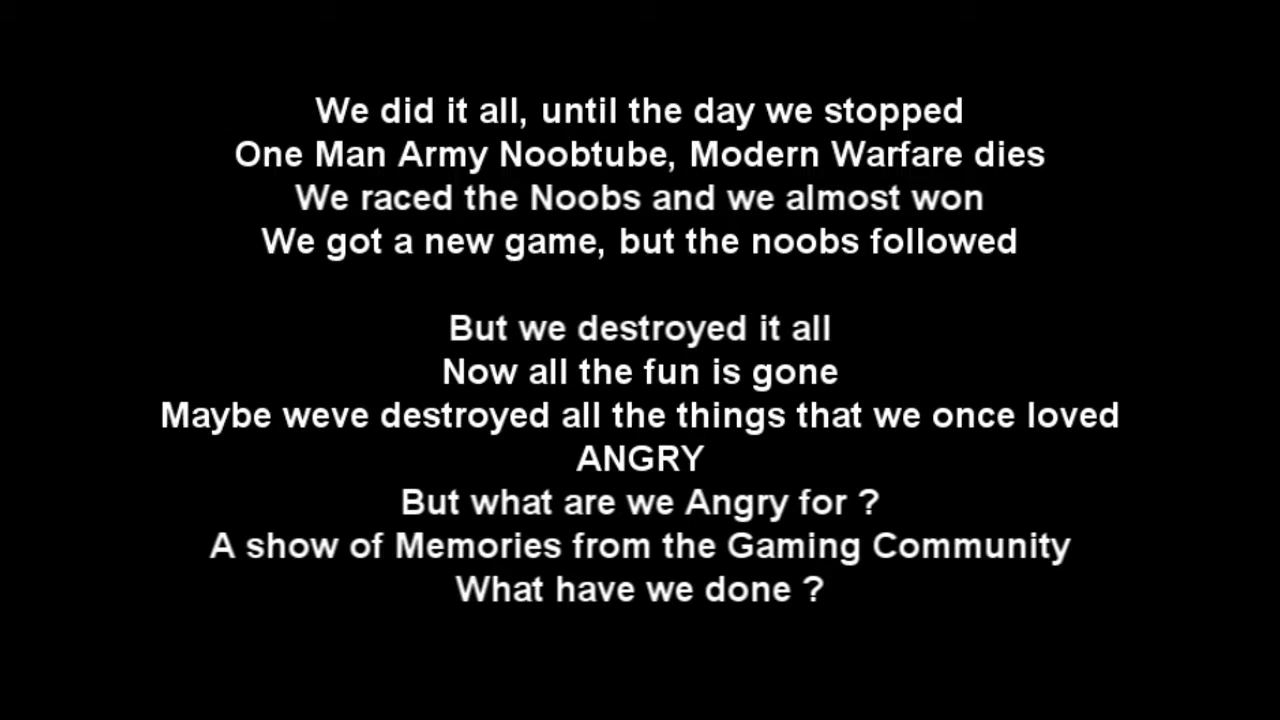 We did it all, until the day we stopped
One Man Army Noobtube, Modern Warfare dies
We raced the Noobs and we almost won
We got a new game, but the noobs followed
But we destroyed it all
Now all the fun is gone
Maybe weve destroyed all the things that we once loved
ANGRY
But what are we Angry for ?
A show of Memories from the Gaming Community
What have we done ?